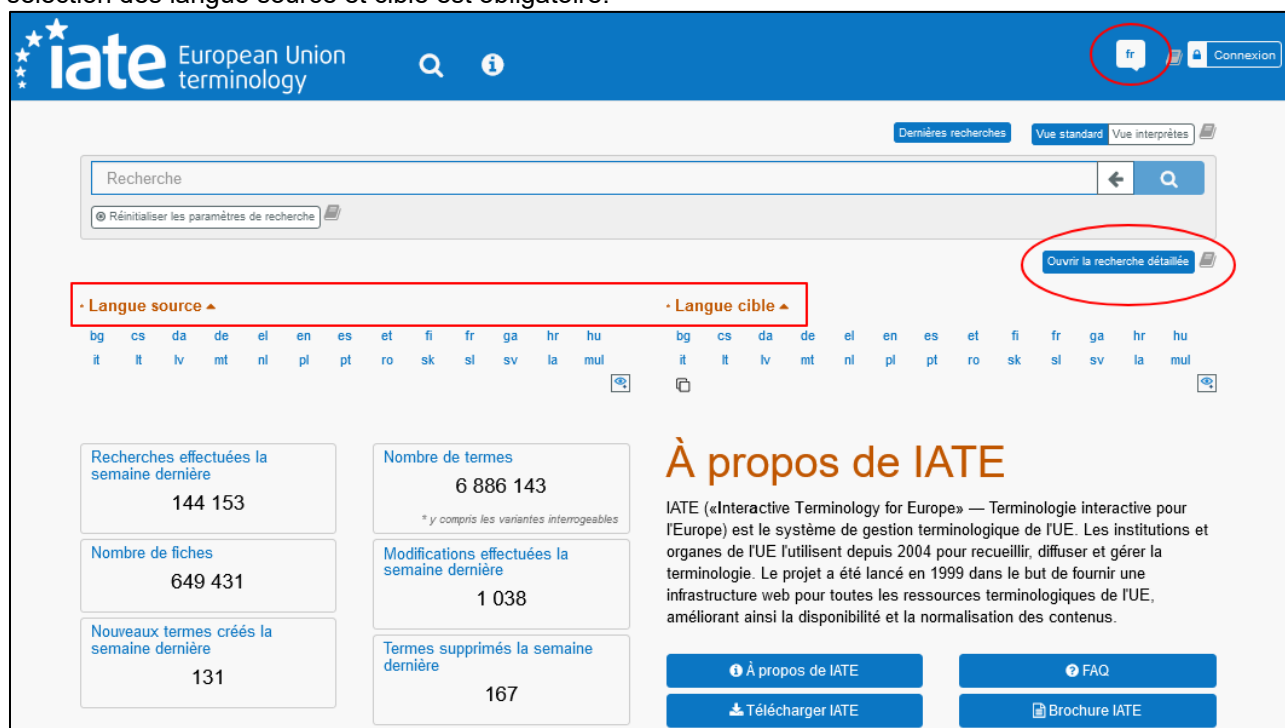 sélection des langue source et cible est obligatoire.
iate European Union
terminology
fr
Connexion
Dernières recherches
Vue standard Vue interprètes
Recherche
Réinitialiser les paramètres de recherche
Ouvrir la recherche détaillée
• Langue source
bg cs da de el en es et fi fr ga hr hu
it lt lv mt nl pl pt ro sk sl sv la mul
• Langue cible
bg cs da de el en es et fi fr ga hr hu
it lt lv mt nl pl pt ro sk sl sv la mul
Recherches effectuées la
semaine dernière
144 153
Nombre de termes
6 886 143
* y compris les variantes interrogeables
Nombre de fiches
649 431
Modifications effectuées la
semaine dernière
1 038
Nouveaux termes créés la
semaine dernière
131
Termes supprimés la semaine
dernière
167
À propos de IATE
IATE («Interactive Terminology for Europe» — Terminologie interactive pour
l'Europe) est le système de gestion terminologique de l'UE. Les institutions et
organes de l'UE l'utilisent depuis 2004 pour recueillir, diffuser et gérer la
terminologie. Le projet a été lancé en 1999 dans le but de fournir une
infrastructure web pour toutes les ressources terminologiques de l'UE,
améliorant ainsi la disponibilité et la normalisation des contenus.
À propos de IATE
FAQ
Télécharger IATE
Brochure IATE